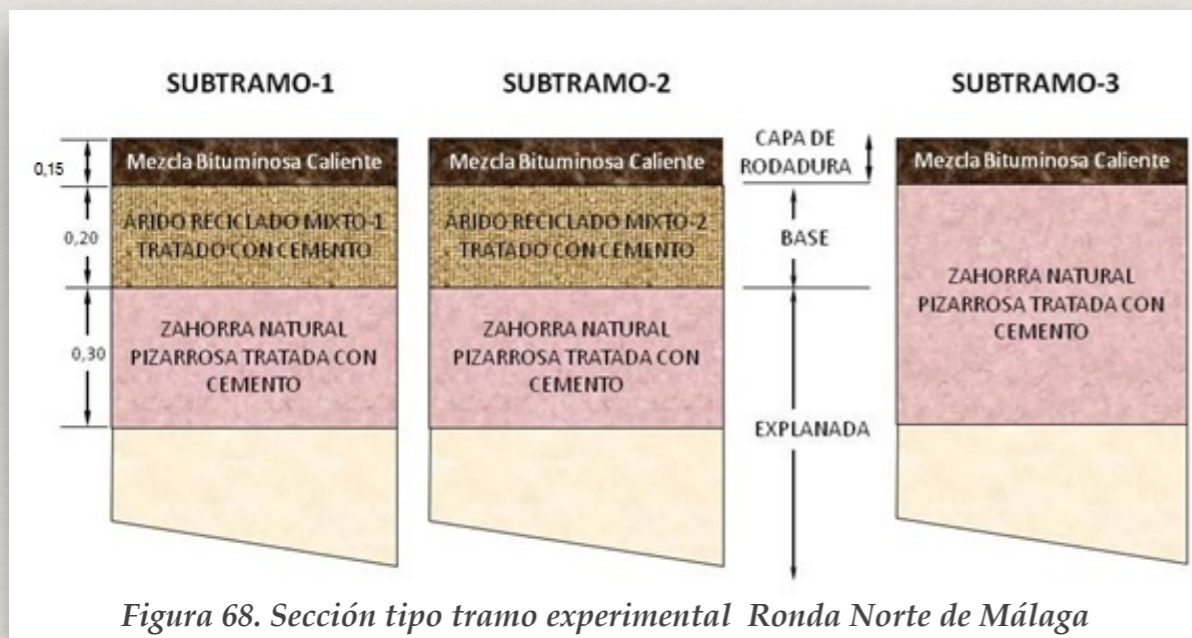 SUBTRAMO-1
SUBTRAMO-2
SUBTRAMO-3
0,15
Mezcla Bituminosa Caliente
Mezcla Bituminosa Caliente
CAPA DE
RODADURA
Mezcla Bituminosa Caliente
0,20
ÁRIDO RECICLADO MIXTO-1
TRATADO CON CEMENTO
ÁRIDO RECICLADO MIXTO-2
TRATADO CON CEMENTO
BASE
ZAHORRA NATURAL
PIZARROSA TRATADA CON
CEMENTO
0,30
ZAHORRA NATURAL
PIZARROSA TRATADA CON
CEMENTO
ZAHORRA NATURAL
PIZARROSA TRATADA CON
CEMENTO
EXPLANADA
Figura 68. Sección tipo tramo experimental Ronda Norte de Málaga